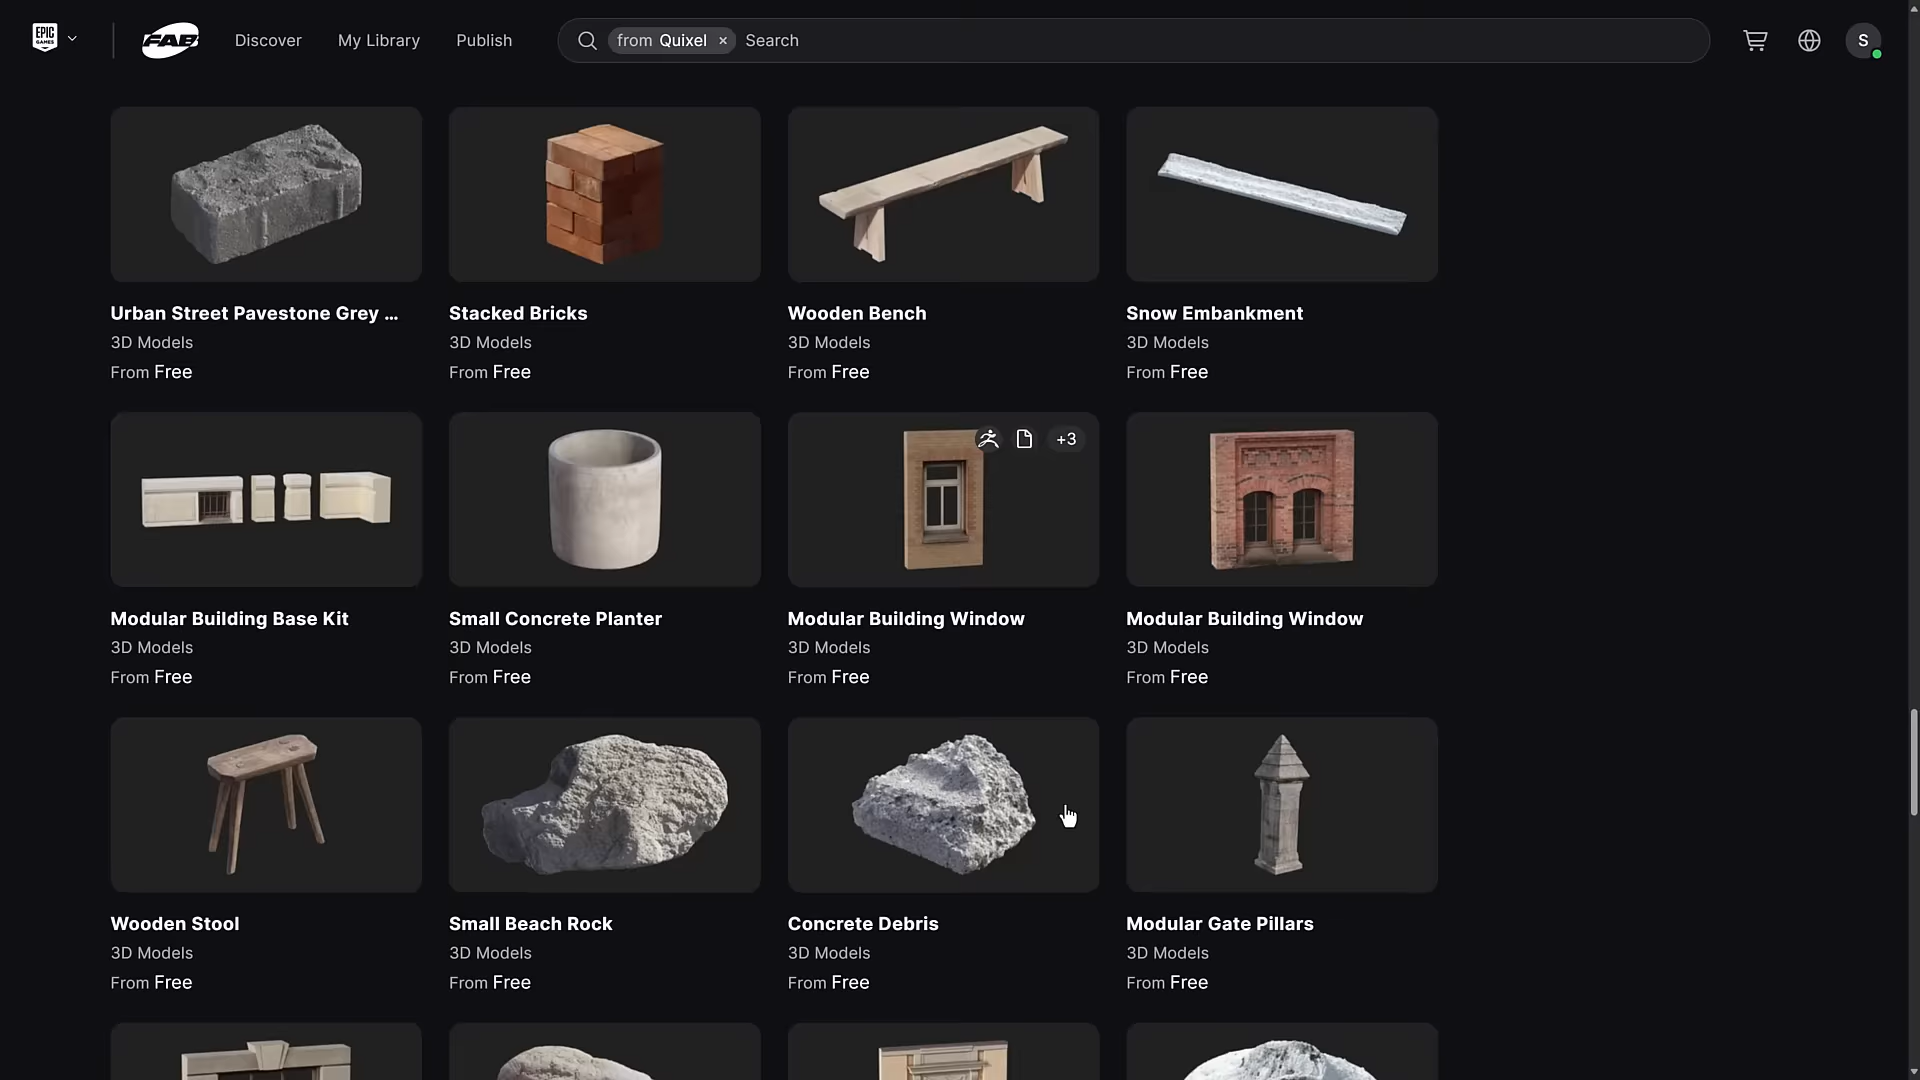 EPIC
GAMES
FAB
Discover
My Library
Publish
from Quixel × Search
S
Urban Street Pavestone Grey ...
3D Models
From Free
Stacked Bricks
3D Models
From Free
Wooden Bench
3D Models
From Free
Snow Embankment
3D Models
From Free
+3
Modular Building Base Kit
3D Models
From Free
Small Concrete Planter
3D Models
From Free
Modular Building Window
3D Models
From Free
Modular Building Window
3D Models
From Free
Wooden Stool
3D Models
From Free
Small Beach Rock
3D Models
From Free
Concrete Debris
3D Models
From Free
Modular Gate Pillars
3D Models
From Free